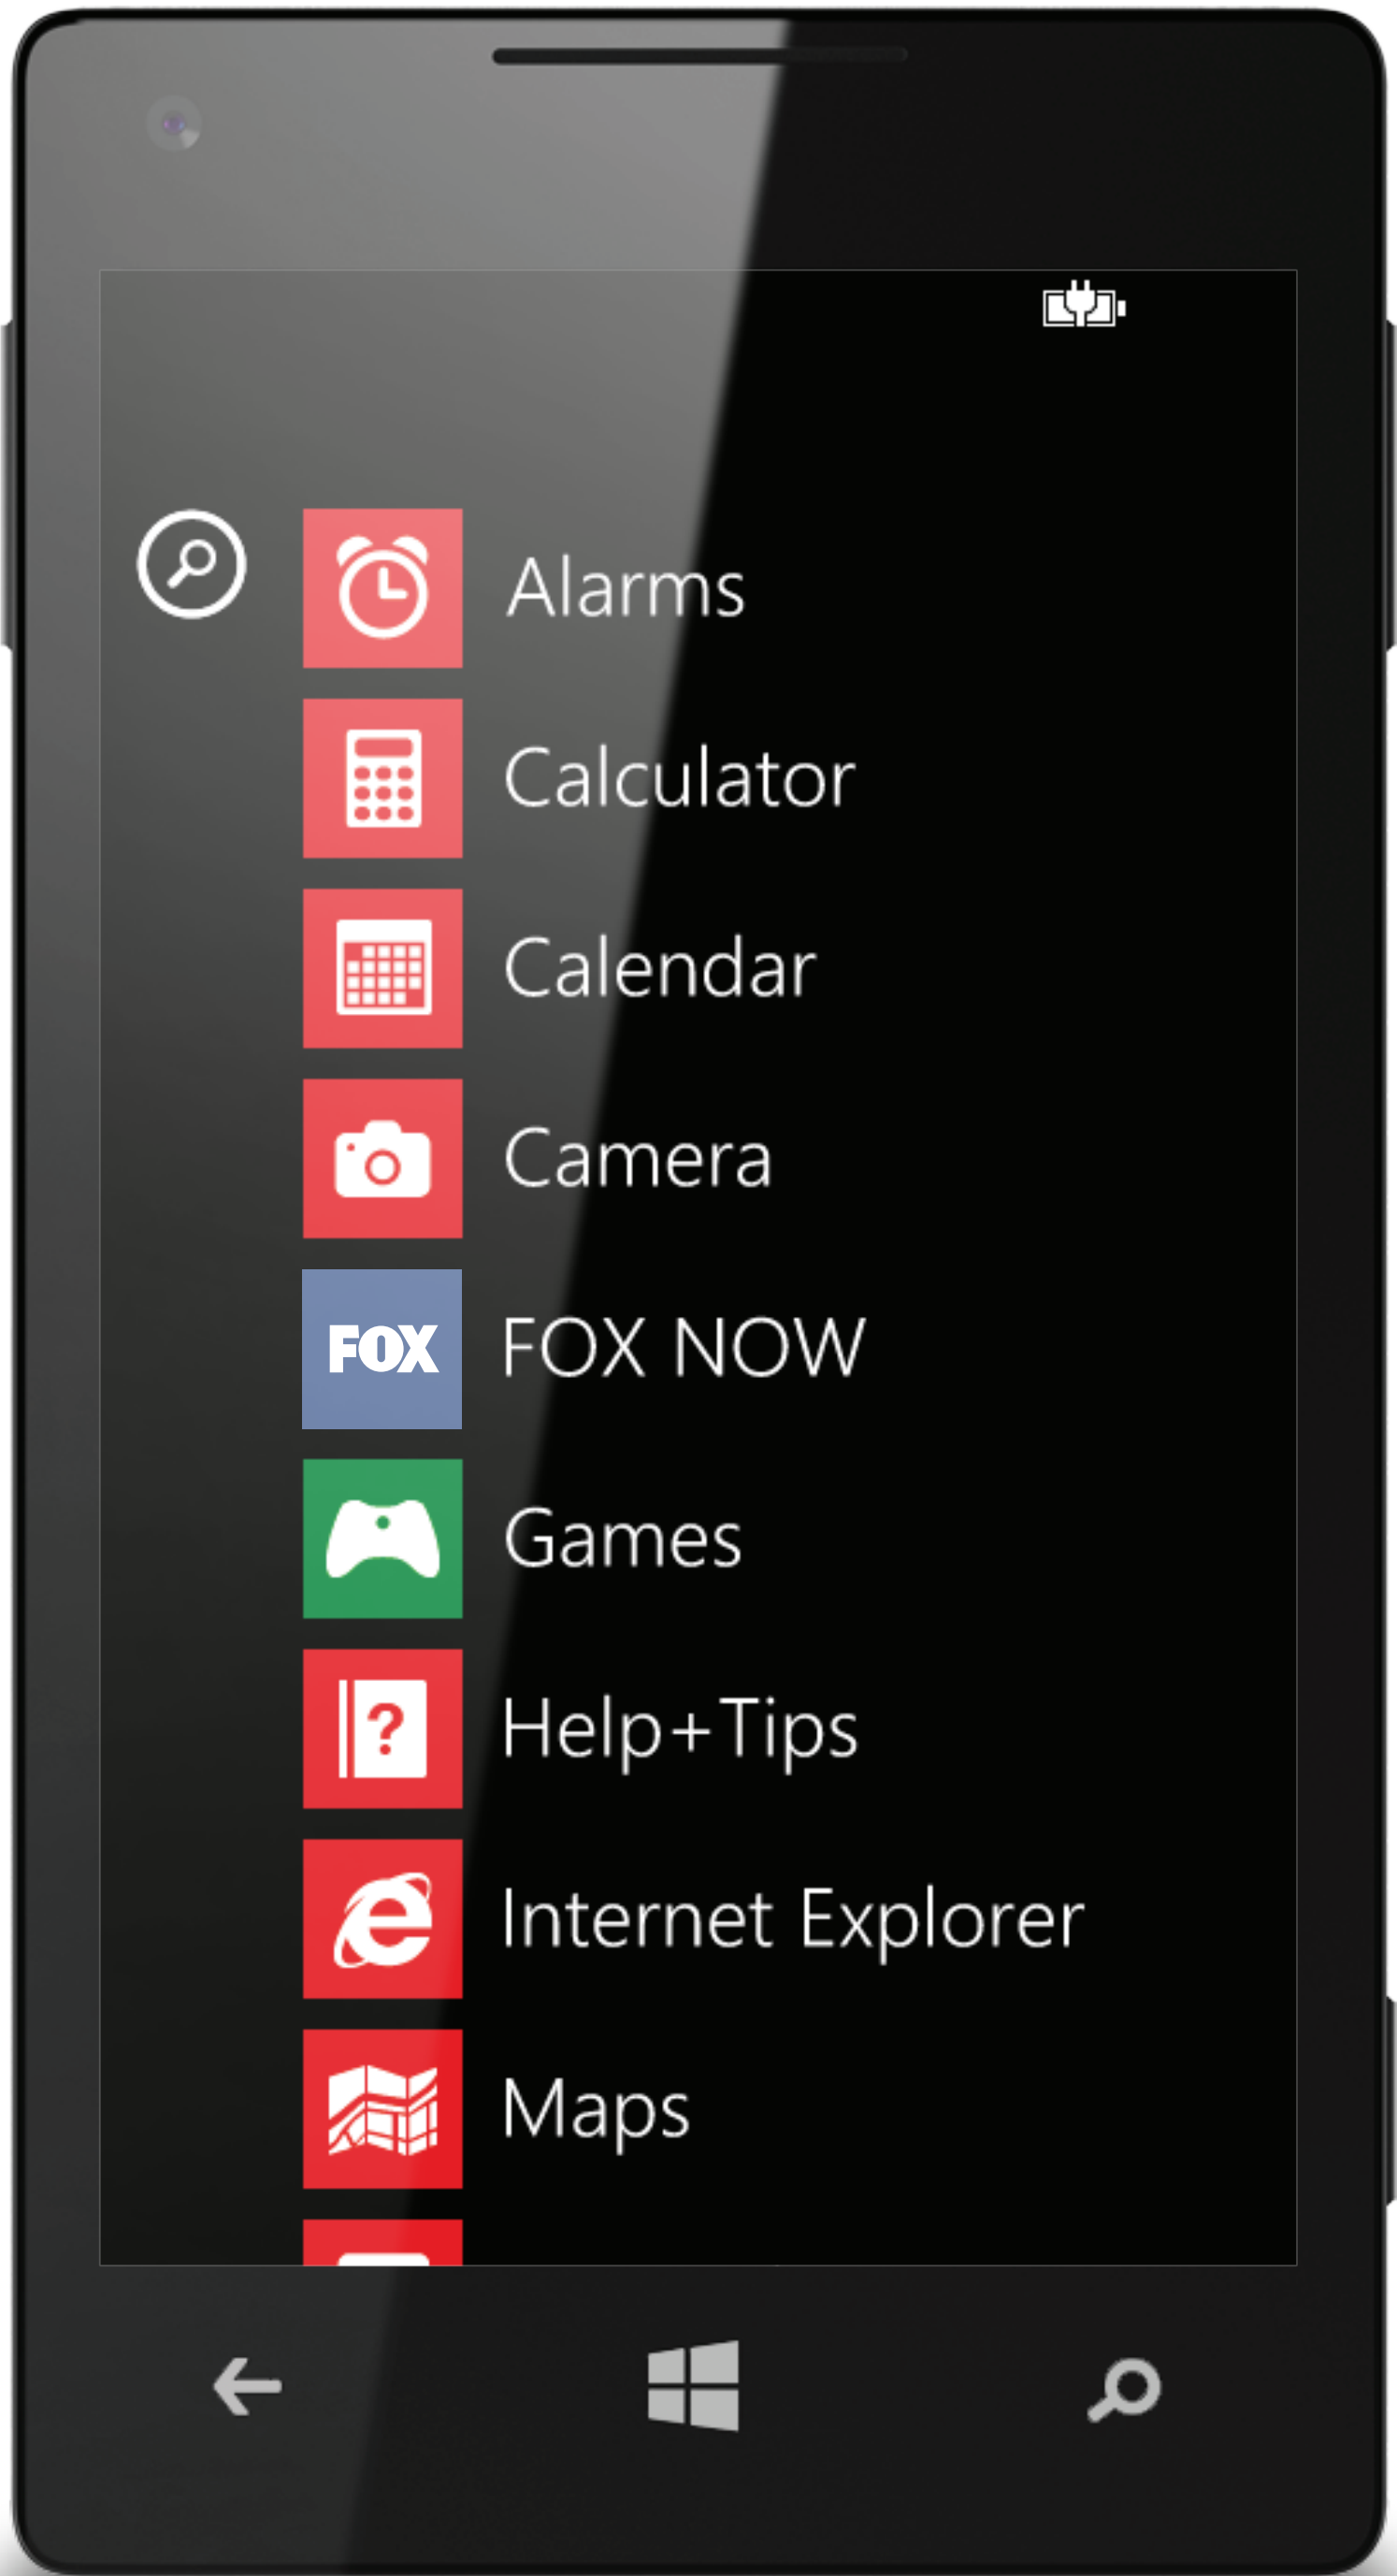 Alarms
Calculator
Calendar
Camera
FOX FOX NOW
Games
? Help+Tips
Internet Explorer
Maps